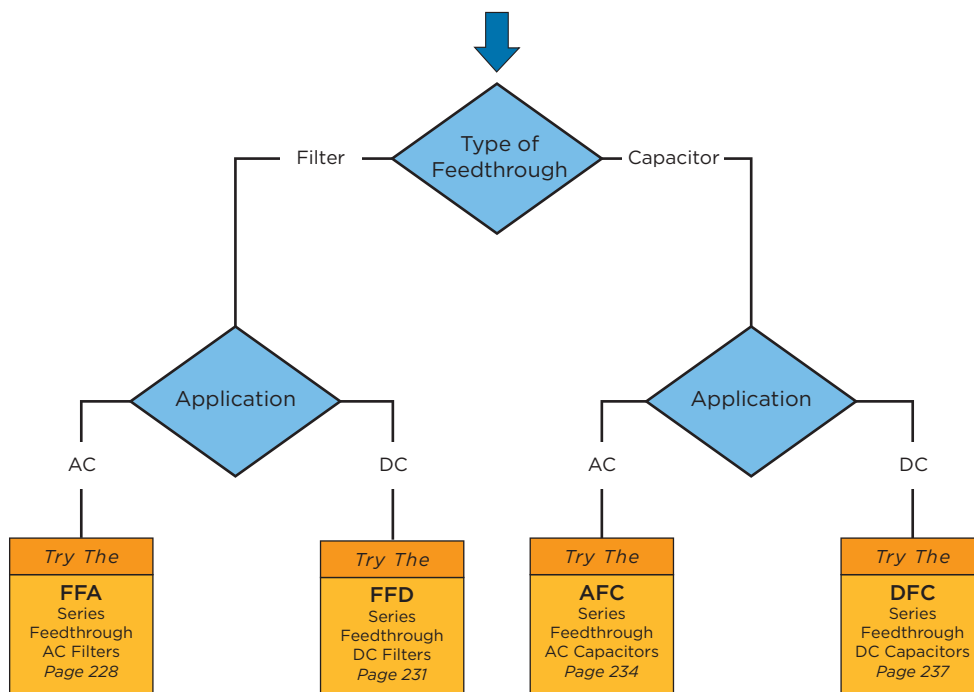 Type of
Feedthrough
Filter
Capacitor
Application
Application
AC
DC
AC
DC
Try The
FFA
Series
Feedthrough
AC Filters
Page 228
Try The
FFD
Series
Feedthrough
DC Filters
Page 231
Try The
AFC
Series
Feedthrough
AC Capacitors
Page 234
Try The
DFC
Series
Feedthrough
DC Capacitors
Page 237